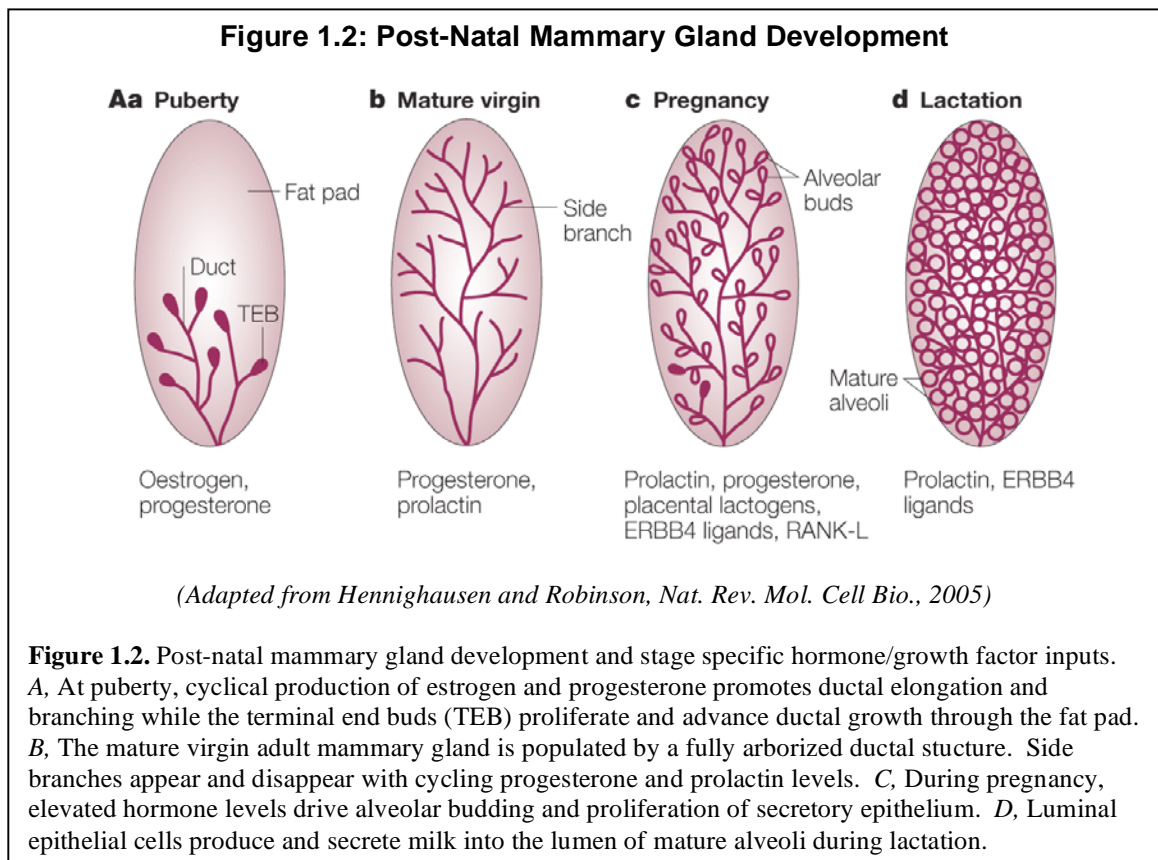 Figure 1.2: Post-Natal Mammary Gland Development
Aa Puberty
b Mature virgin
c Pregnancy
d Lactation
Fat pad
Duct
TEB
Side
branch
Alveolar
buds
Mature
alveoli
Oestrogen,
progesterone
Progesterone,
prolactin
Prolactin, progesterone,
placental lactogens,
ERBB4 ligands, RANK-L
Prolactin, ERBB4
ligands
(Adapted from Hennighausen and Robinson, Nat. Rev. Mol. Cell Bio., 2005)
Figure 1.2. Post-natal mammary gland development and stage specific hormone/growth factor inputs.
A, At puberty, cyclical production of estrogen and progesterone promotes ductal elongation and
branching while the terminal end buds (TEB) proliferate and advance ductal growth through the fat pad.
B, The mature virgin adult mammary gland is populated by a fully arborized ductal stucture. Side
branches appear and disappear with cycling progesterone and prolactin levels. C, During pregnancy,
elevated hormone levels drive alveolar budding and proliferation of secretory epithelium. D, Luminal
epithelial cells produce and secrete milk into the lumen of mature alveoli during lactation.